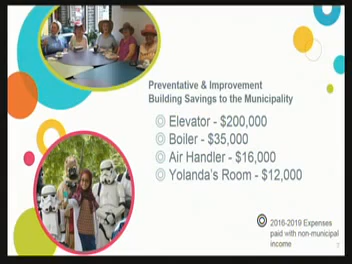 Preventative & Improvement
Building Savings to the Municipality
Elevator - $200,000
Boiler - $35,000
Air Handler - $16,000
Yolanda's Room - $12,000
2016-2019 Expenses
paid with non-municipal
income